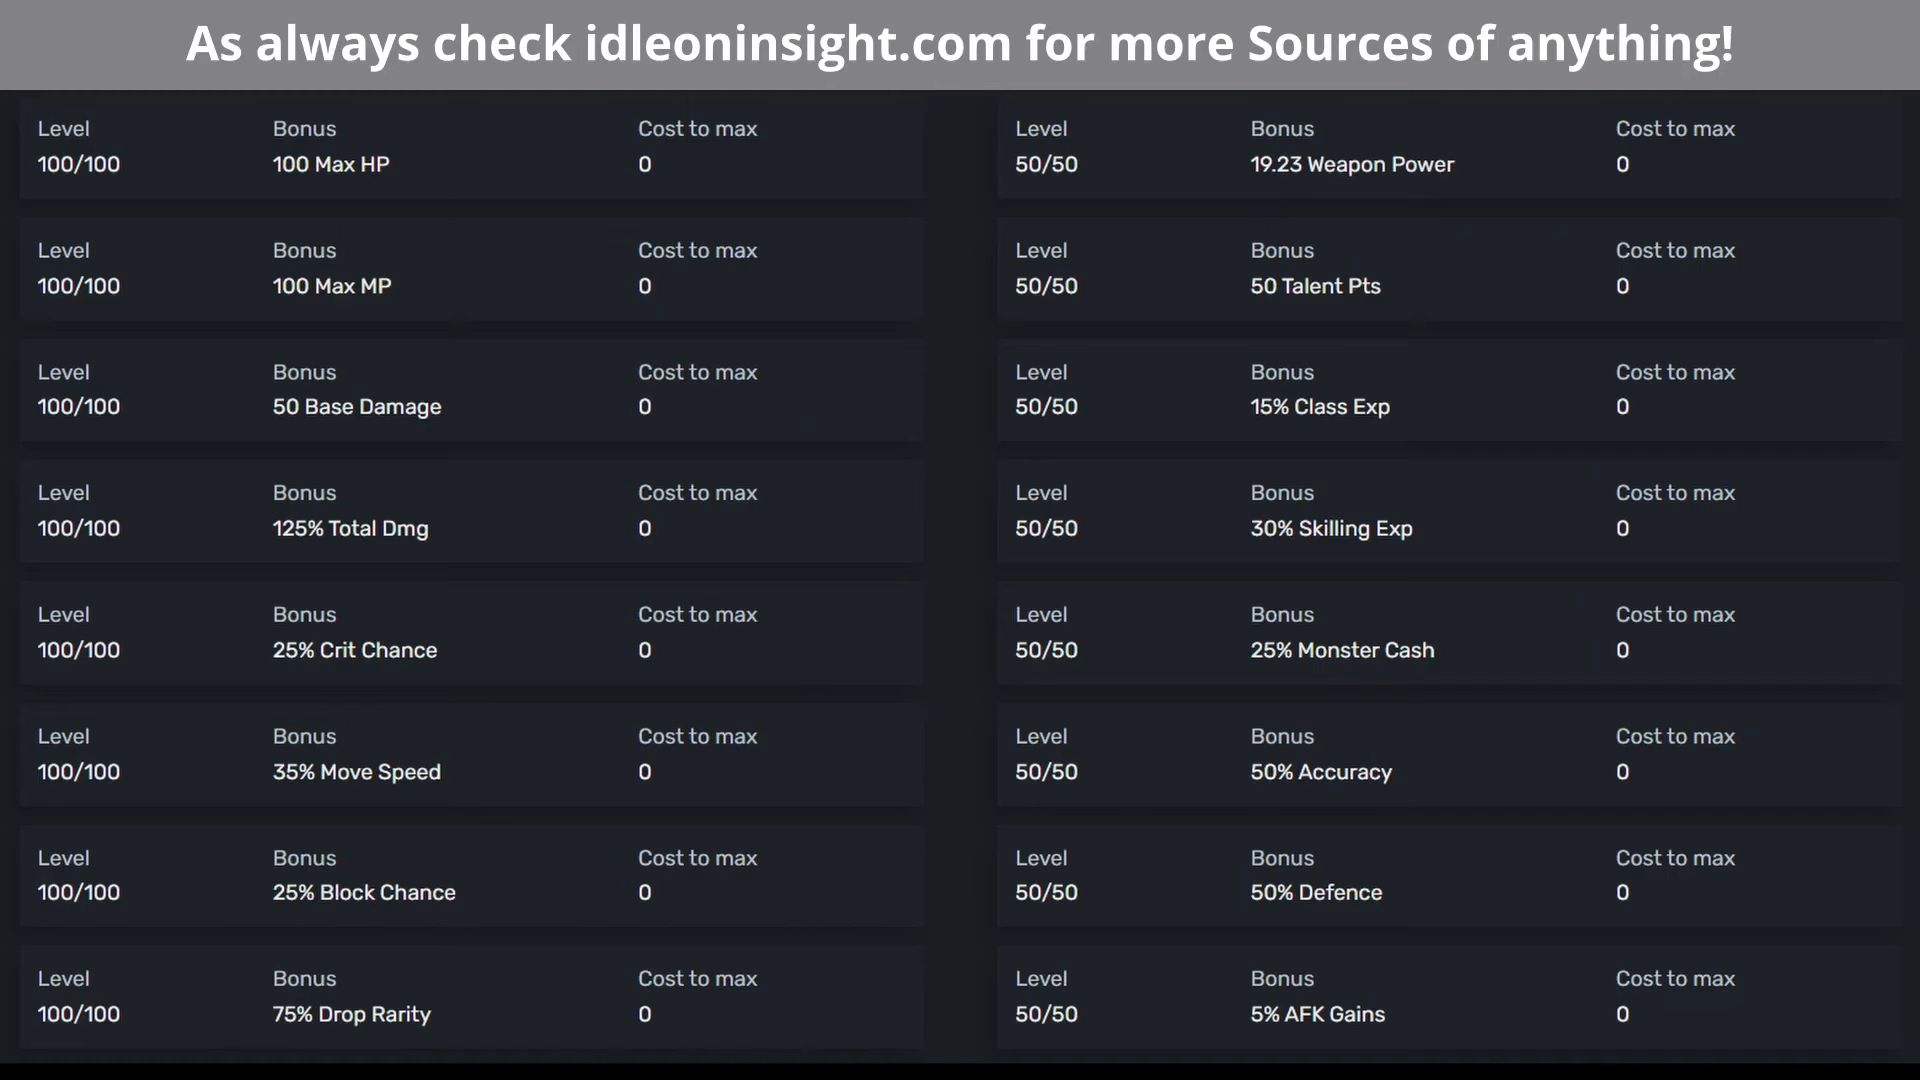 As always check idleoninsight.com for more Sources of anything!
Level Bonus Cost to max
100/100 100 Max HP 0
Level Bonus Cost to max
100/100 100 Max MP 0
Level Bonus Cost to max
100/100 50 Base Damage 0
Level Bonus Cost to max
100/100 125% Total Dmg 0
Level Bonus Cost to max
100/100 25% Crit Chance 0
Level Bonus Cost to max
100/100 35% Move Speed 0
Level Bonus Cost to max
100/100 25% Block Chance 0
Level Bonus Cost to max
100/100 75% Drop Rarity 0
Level Bonus Cost to max
50/50 19.23 Weapon Power 0
Level Bonus Cost to max
50/50 50 Talent Pts 0
Level Bonus Cost to max
50/50 15% Class Exp 0
Level Bonus Cost to max
50/50 30% Skilling Exp 0
Level Bonus Cost to max
50/50 25% Monster Cash 0
Level Bonus Cost to max
50/50 50% Accuracy 0
Level Bonus Cost to max
50/50 50% Defence 0
Level Bonus Cost to max
50/50 5% AFK Gains 0